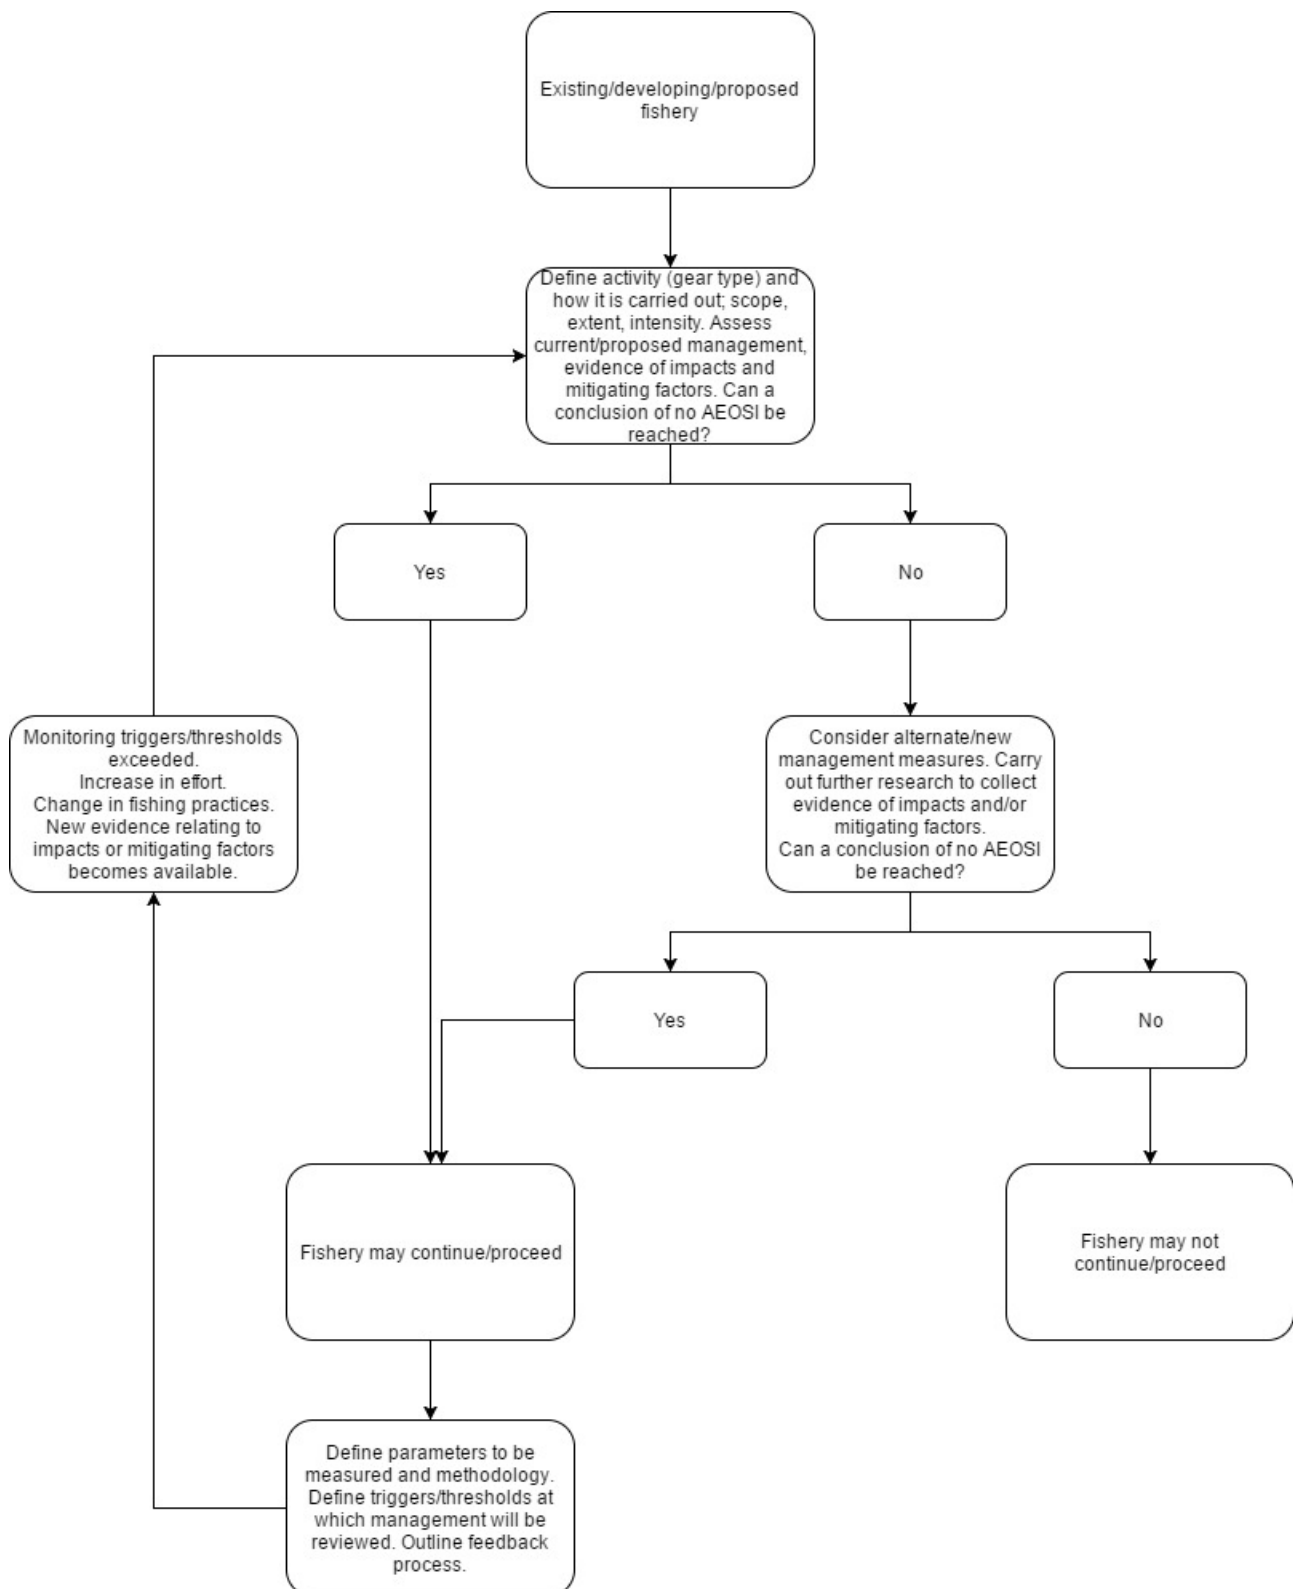 Existing/developing/proposed
fishery
Define activity (gear type) and
how it is carried out; scope,
extent, intensity. Assess
current/proposed management,
evidence of impacts and
mitigating factors. Can a
conclusion of no AEOSI be
reached?
Yes
No
Monitoring triggers/thresholds
exceeded.
Increase in effort.
Change in fishing practices.
New evidence relating to
impacts or mitigating factors
becomes available.
Consider alternate/new
management measures. Carry
out further research to collect
evidence of impacts and/or
mitigating factors.
Can a conclusion of no AEOSI
be reached?
Yes
No
Fishery may continue/proceed
Fishery may not
continue/proceed
Define parameters to be
measured and methodology.
Define triggers/thresholds at
which management will be
reviewed. Outline feedback
process.